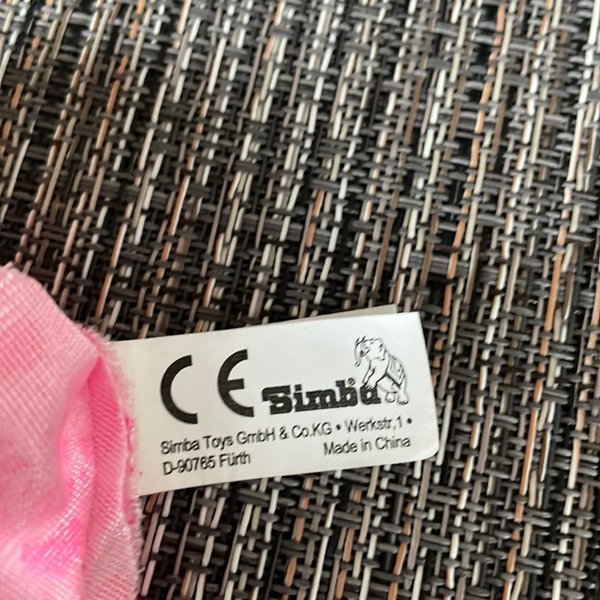 CE Simba®
Simba Toys GmbH & Co.KG • Werkstr,1 •
D-90765 Fürth Made in China